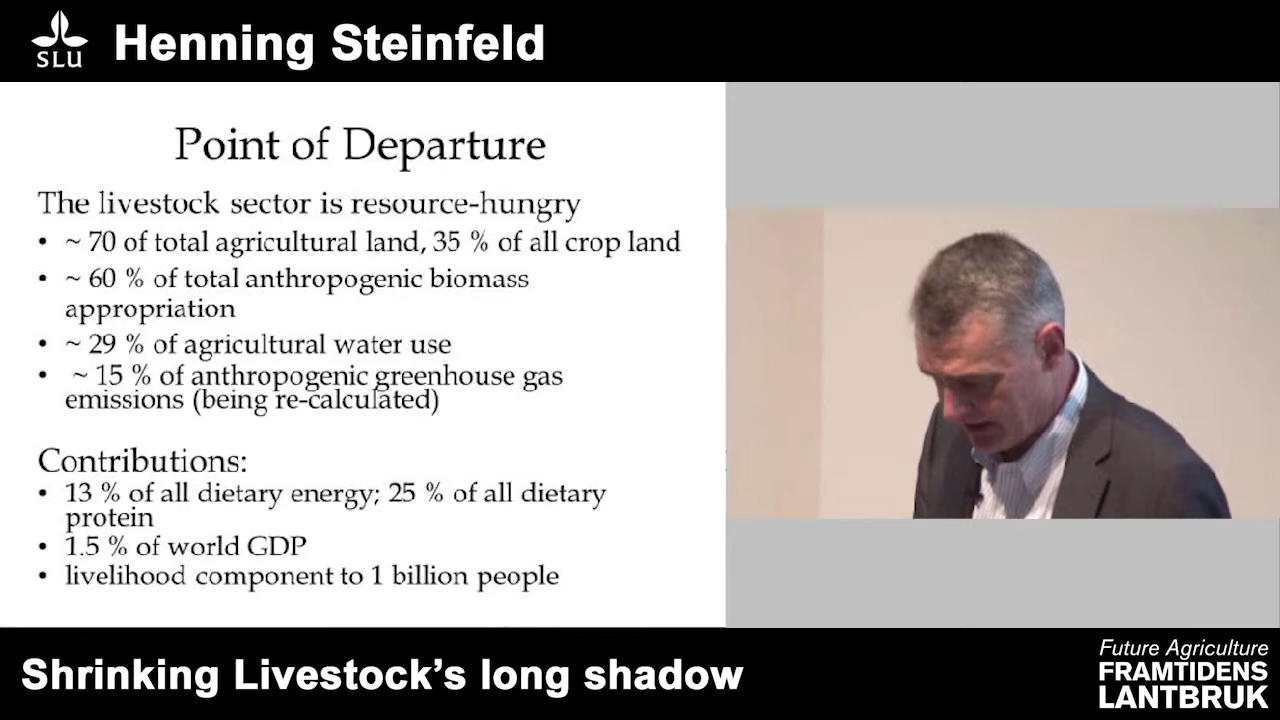 SLU
Henning Steinfeld
Point of Departure
The livestock sector is resource-hungry
• ~ 70 of total agricultural land, 35 % of all crop land
• ~ 60 % of total anthropogenic biomass
appropriation
• ~ 29 % of agricultural water use
• ~ 15 % of anthropogenic greenhouse gas
emissions (being re-calculated)
Contributions:
• 13 % of all dietary energy; 25 % of all dietary
protein
• 1.5 % of world GDP
• livelihood component to 1 billion people
Shrinking Livestock’s long shadow
Future Agriculture
FRAMTIDENS
LANTBRUK